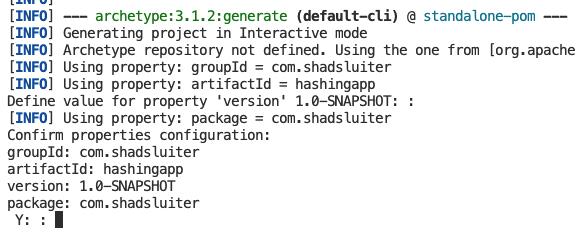 [INFO]
[INFO] --- archetype:3.1.2:generate (default-cli) @ standalone-pom ---
[INFO] Generating project in Interactive mode
[INFO] Archetype repository not defined. Using the one from [org.apache
[INFO] Using property: groupId = com.shadsluiter
[INFO] Using property: artifactId = hashingapp
Define value for property 'version' 1.0-SNAPSHOT: :
[INFO] Using property: package = com.shadsluiter
Confirm properties configuration:
groupId: com.shadsluiter
artifactId: hashingapp
version: 1.0-SNAPSHOT
package: com.shadsluiter
Y: :